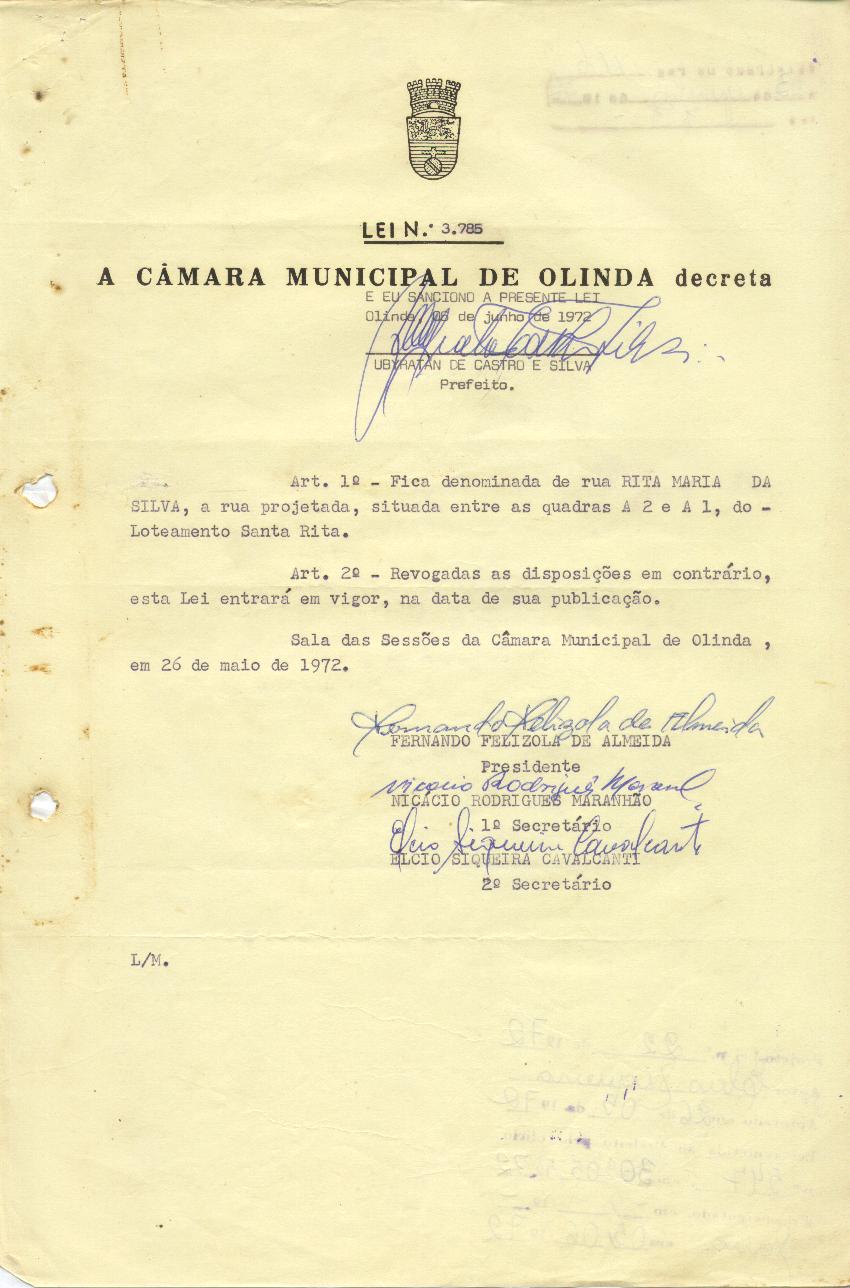 LEI N.º 3.785
A CÂMARA MUNICIPAL DE OLINDA decreta
E EU SANCIONO A PRESENTE LEI
Olinda, 06 de junho de 1972
UBYRATAN DE CASTRO E SILVA
Prefeito.
Art. 1º - Fica denominada de rua RITA MARIA DA
SILVA, a rua projetada, situada entre as quadras A 2 e A 1, do -
Loteamento Santa Rita.
Art. 2º - Revogadas as disposições em contrário,
esta Lei entrará em vigor, na data de sua publicação.
Sala das Sessões da Câmara Municipal de Olinda ,
em 26 de maio de 1972.
Fernando Felizola de Almeida
FERNANDO FELIZOLA DE ALMEIDA
Presidente
NICÁCIO RODRIGUES MARANHÃO
1º Secretário
Elcio Siqueira Cavalcanti
ELCIO SIQUEIRA CAVALCANTI
2º Secretário
L/M.